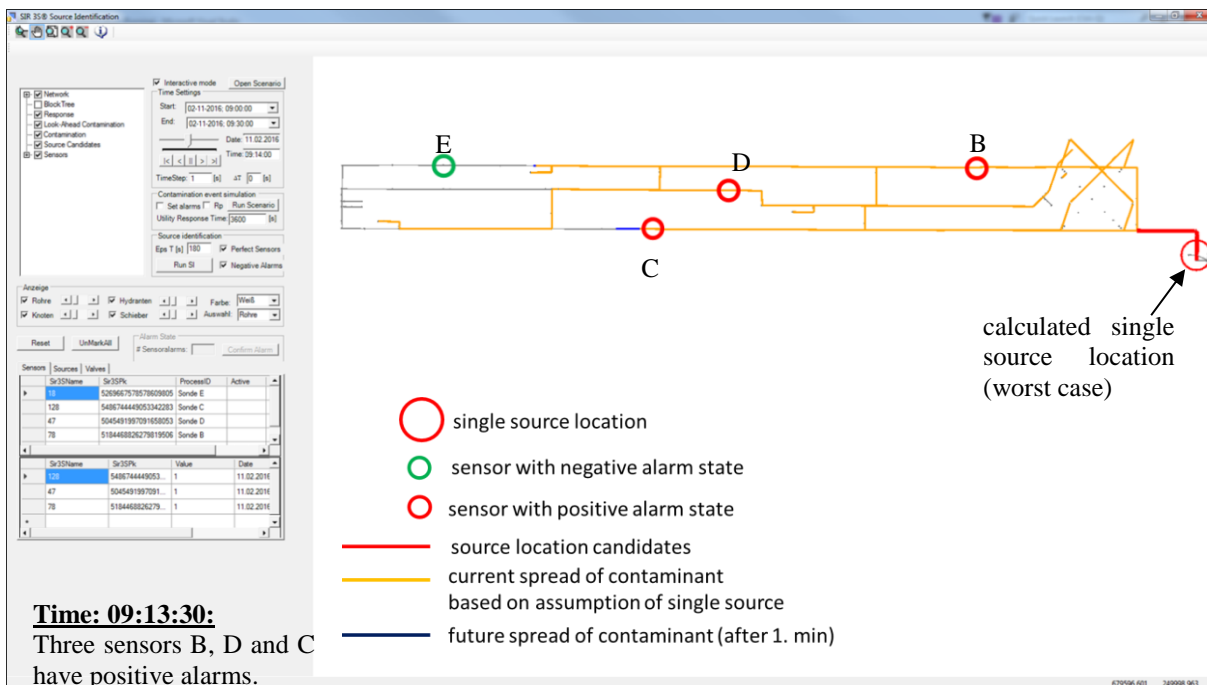 SIR 3S® Source Identification
Interactive mode
Open Scenario
Network
BlockTree
Response
Look-Ahead Contamination
Contamination
Source Candidates
Sensors
Time Settings
Start: 02-11-2016; 09:00:00
End: 02-11-2016; 09:30:00
Date: 11.02.2016
Time: 09:14:00
|< < || > >|
TimeStep: 1 [s] ΔT 0 [s]
Contamination event simulation
Set alarms Rp Run Scenario
Utility Response Time: 3600 [s]
Source identification
Eps T [s] 180 Perfect Sensors
Run SI Negative Alarms
Anzeige
Rohre Hydranten Farbe: Weiß
Knoten Schieber Auswahl: Rohre
Reset UnMarkAll
Alarm State
# Sensoralarms: Confirm Alarm
Sensors Sources Valves
Sir3SName Sir3SPk ProcessID Active
18 5269667578578609805 Sonde E
128 5486744449053342283 Sonde C
47 5045491997091658053 Sonde D
78 5184468826279819506 Sonde B
Sir3SName Sir3SPk Value Date
128 5486744449053... 1 11.02.2016
47 5045491997091... 1 11.02.2016
78 5184468826279... 1 11.02.2016
Time: 09:13:30:
Three sensors B, D and C
have positive alarms.
E
D
B
C
calculated single
source location
(worst case)
single source location
sensor with negative alarm state
sensor with positive alarm state
source location candidates
current spread of contaminant
based on assumption of single source
future spread of contaminant (after 1. min)
679596.601 249998.963